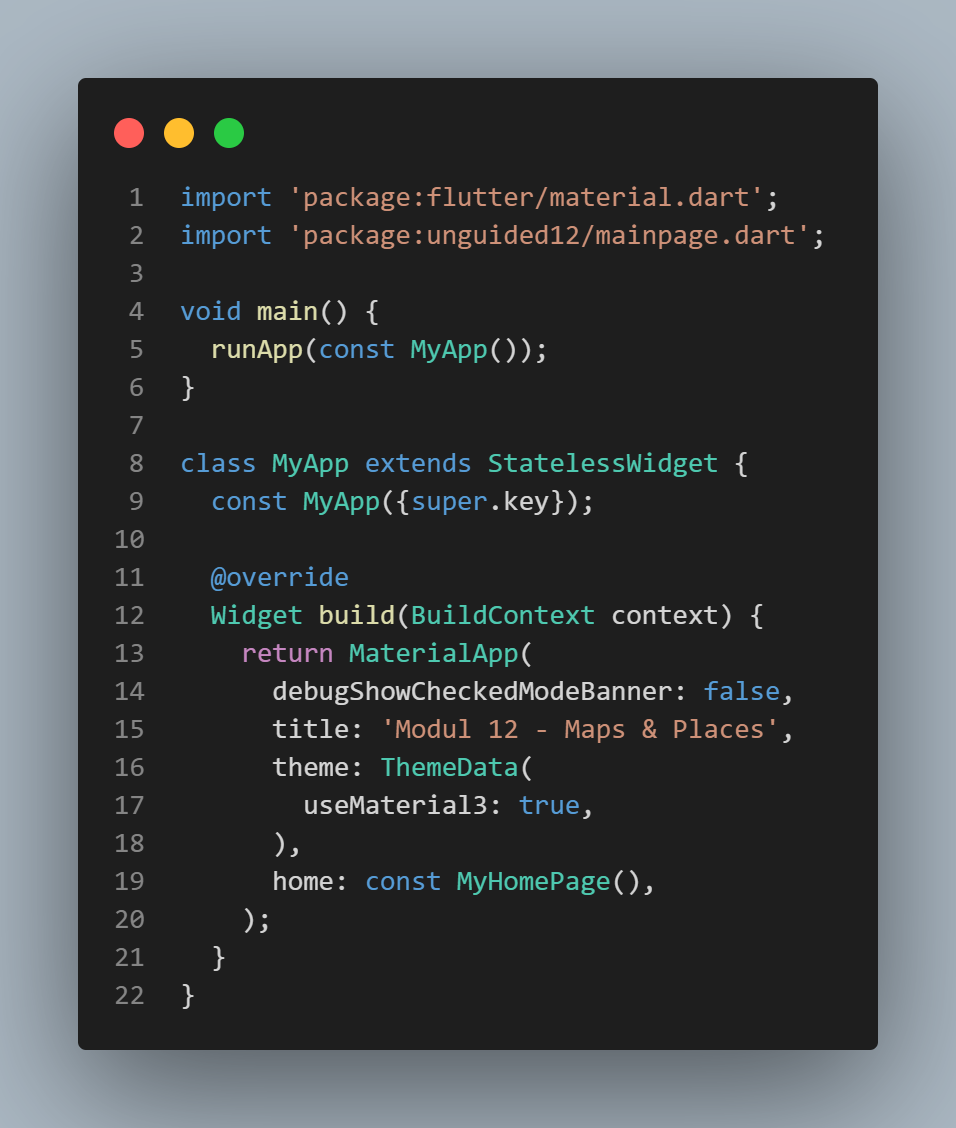 1 import 'package:flutter/material.dart';
2 import 'package:unguided12/mainpage.dart';
3
4 void main() {
5   runApp(const MyApp());
6 }
7
8 class MyApp extends StatelessWidget {
9   const MyApp({super.key});
10
11   @override
12   Widget build(BuildContext context) {
13     return MaterialApp(
14       debugShowCheckedModeBanner: false,
15       title: 'Modul 12 - Maps & Places',
16       theme: ThemeData(
17         useMaterial3: true,
18       ),
19       home: const MyHomePage(),
20     );
21   }
22 }